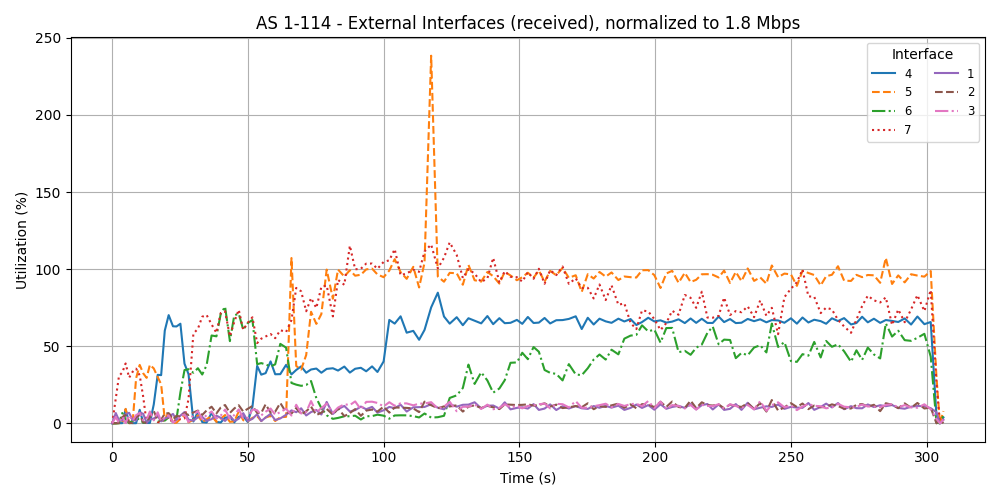 AS 1-114 - External Interfaces (received), normalized to 1.8 Mbps
Utilization (%)
250
200
150
100
50
0
0 50 100 150 200 250 300
Time (s)
Interface
4 1
5 2
6 3
7